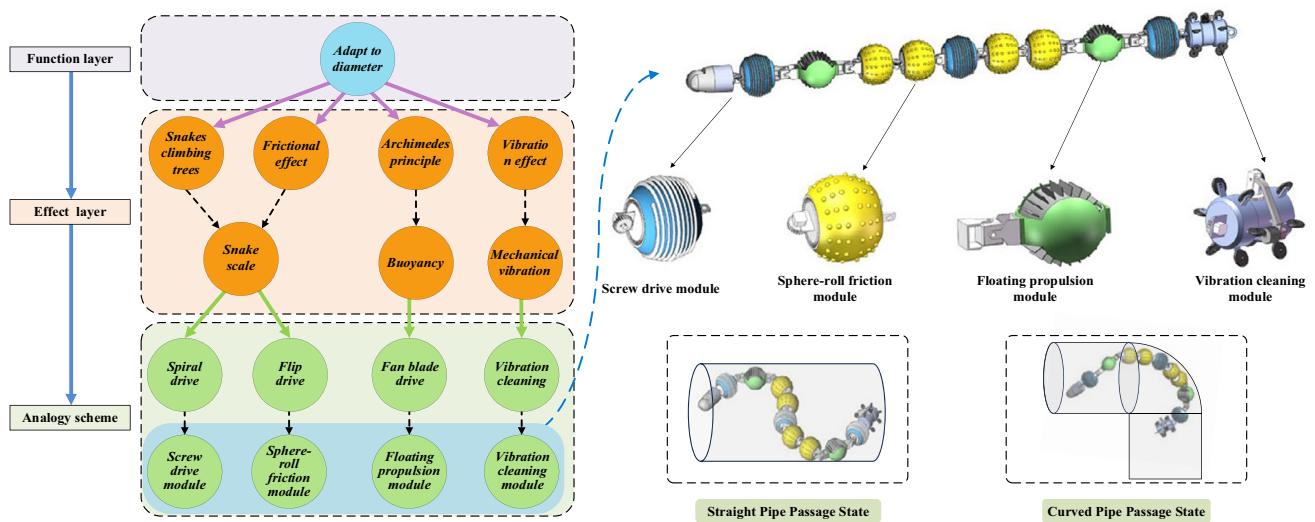 Function layer
Adapt to
diameter
Snakes
climbing
trees
Frictional
effect
Archimedes
principle
Vibratio
n effect
Effect layer
Snake
scale
Buoyancy
Mechanical
vibration
Spiral
drive
Flip
drive
Fan blade
drive
Vibration
cleaning
Analogy scheme
Screw
drive
module
Sphere-
roll
friction
module
Floating
propulsion
module
Vibration
cleaning
module
Screw drive module
Sphere-roll friction
module
Floating propulsion
module
Vibration cleaning
module
Straight Pipe Passage State
Curved Pipe Passage State